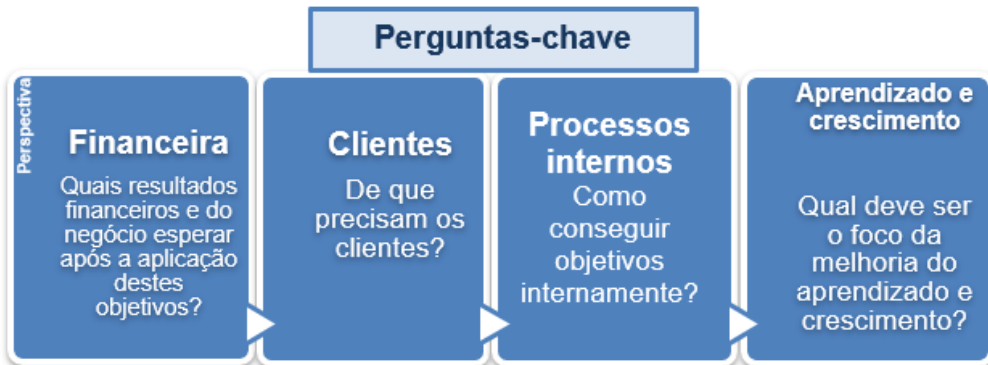 Perguntas-chave
Perspectiva
Financeira
Quais resultados
financeiros e do
negócio esperar
após a aplicação
destes
objetivos?
Clientes
De que
precisam os
clientes?
Processos
internos
Como
conseguir
objetivos
internamente?
Aprendizado e
crescimento
Qual deve ser
o foco da
melhoria do
aprendizado e
crescimento?